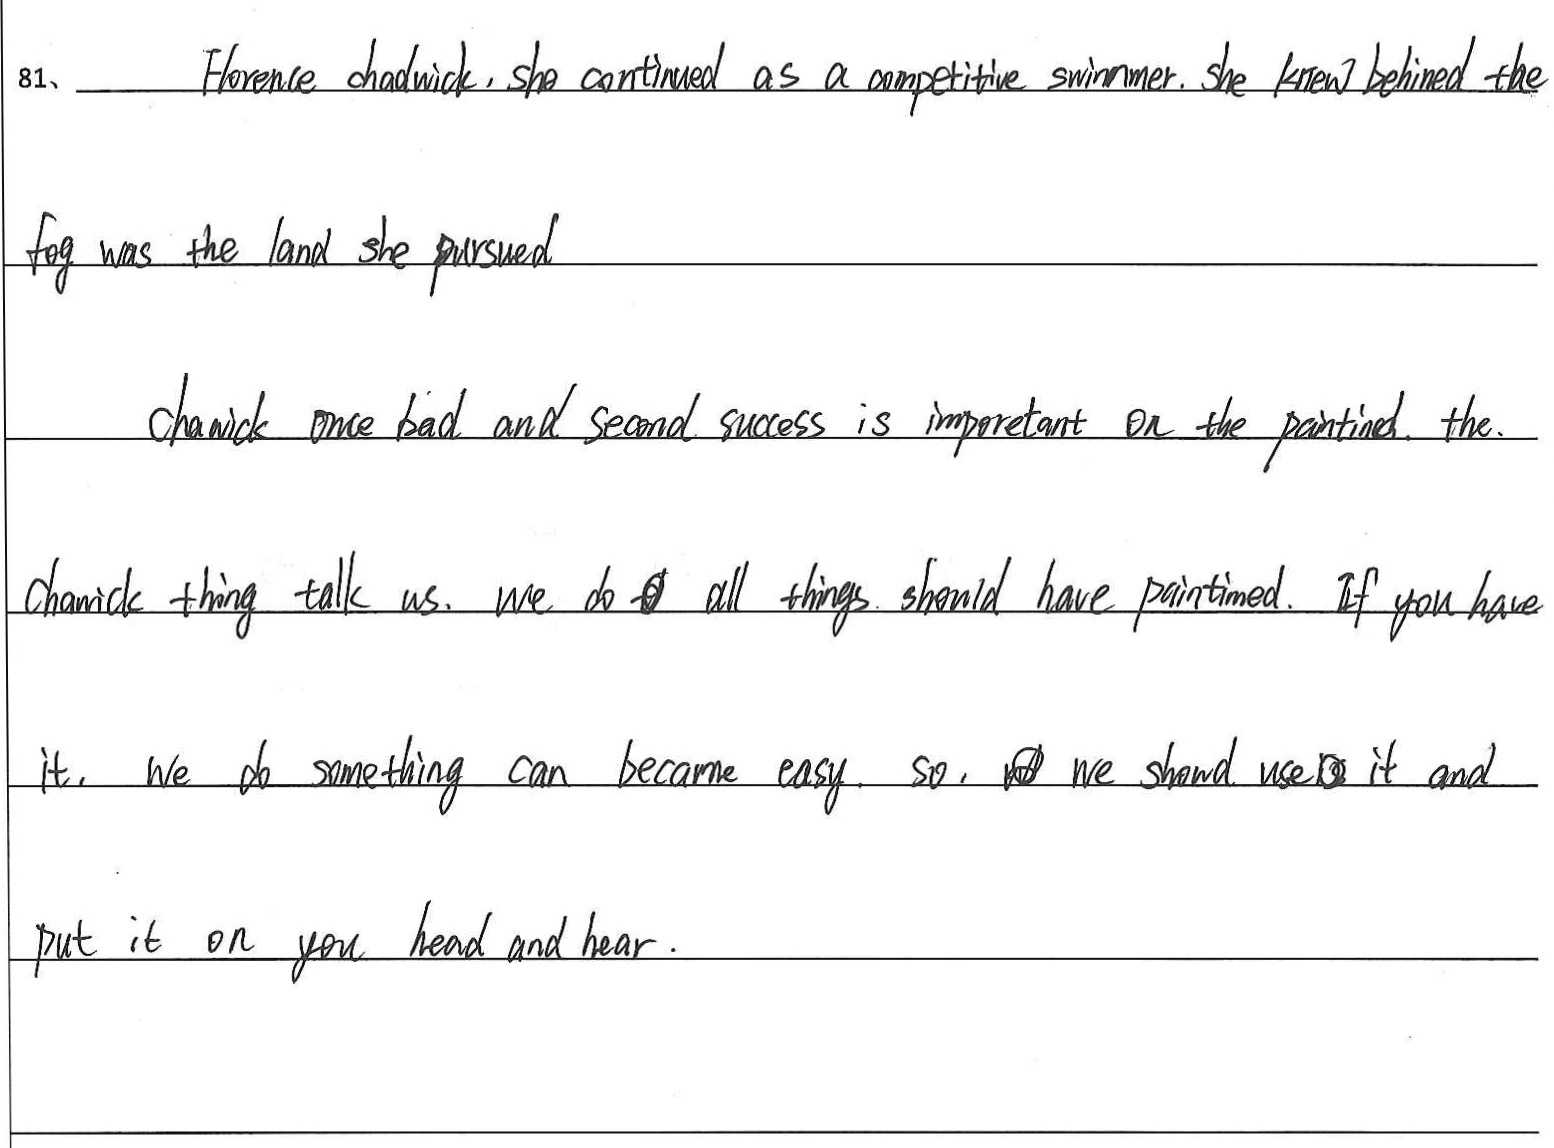 81、 Florence chadwick, she continued as a competitive swimmer. she knew behined the
fog was the land she pursued
chawick once bad and second success is imporetant on the paintined. the.
chawick thing talk us. we do all things should have paintimed. If you have
it. We do something can became easy. so, we shoud use it and
put it on you head and hear.